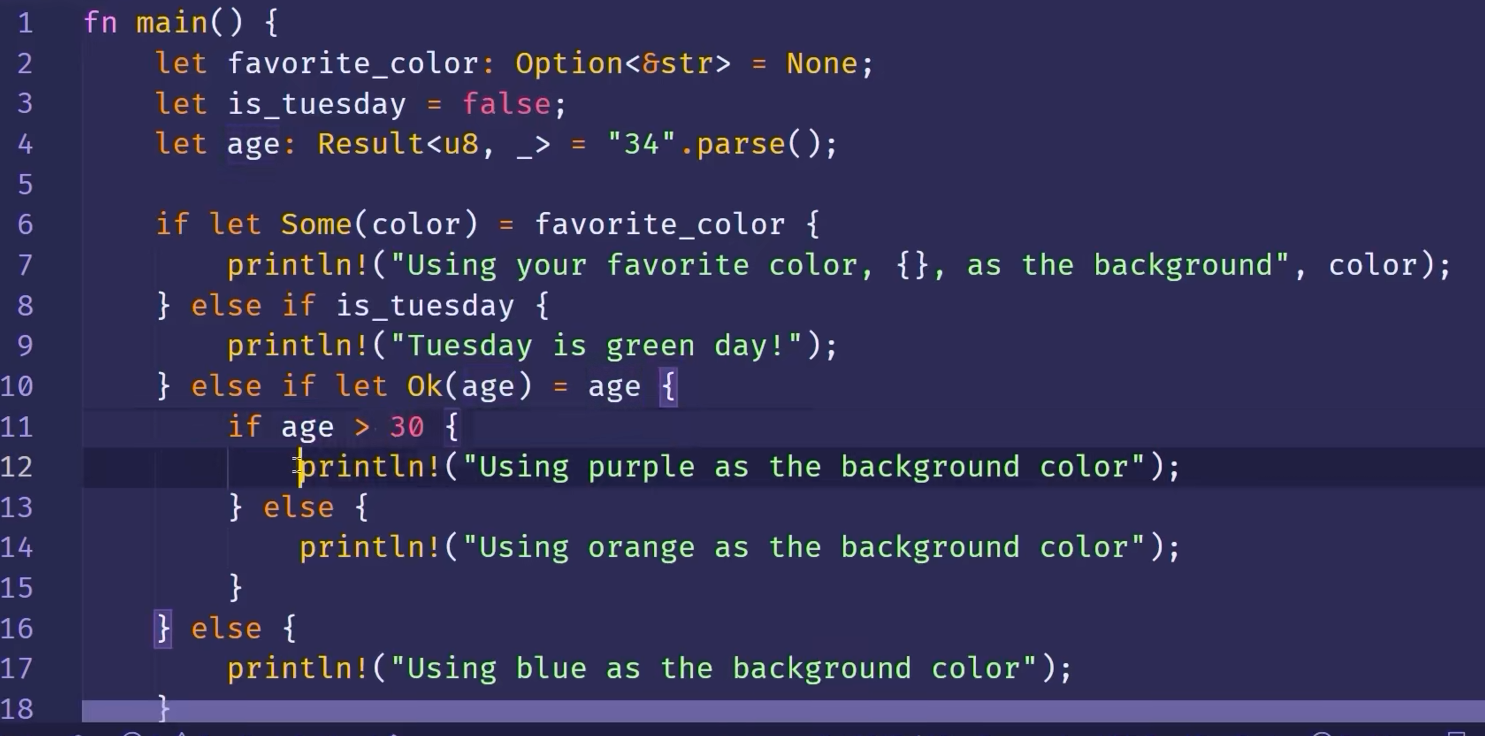 1 fn main() {
2     let favorite_color: Option<&str> = None;
3     let is_tuesday = false;
4     let age: Result<u8, _> = "34".parse();
5
6     if let Some(color) = favorite_color {
7         println!("Using your favorite color, {}, as the background", color);
8     } else if is_tuesday {
9         println!("Tuesday is green day!");
10     } else if let Ok(age) = age {
11         if age > 30 {
12             println!("Using purple as the background color");
13         } else {
14             println!("Using orange as the background color");
15         }
16     } else {
17         println!("Using blue as the background color");
18     }